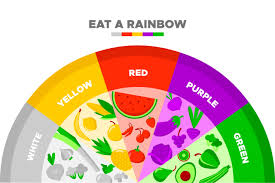 EAT A RAINBOW
WHITE
YELLOW
RED
PURPLE
GREEN